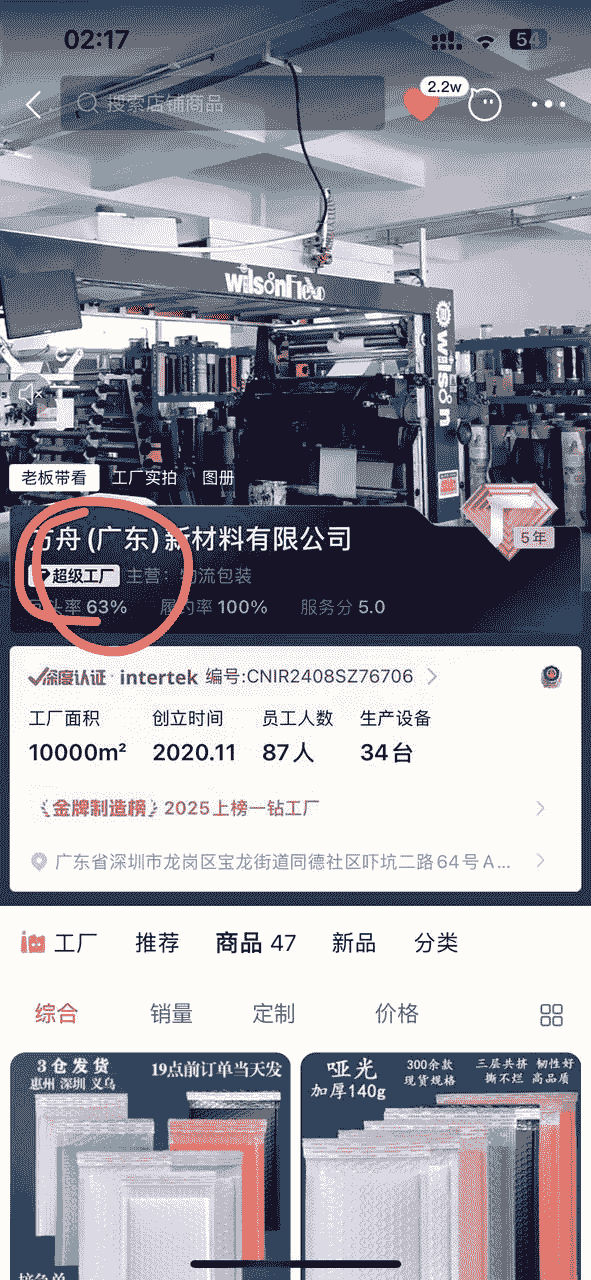 02:17
54
搜索店铺商品
2.2w
wilsonFlexo
wilson
老板带看 工厂实拍 图册
方舟(广东)新材料有限公司
5年
超级工厂 主营：物流包装
回头率 63% 履约率 100% 服务分 5.0
深度认证 · intertek 编号:CNIR2408SZ76706
工厂面积 创立时间 员工人数 生产设备
10000m² 2020.11 87人 34台
金牌制造榜 2025上榜一钻工厂
广东省深圳市龙岗区宝龙街道同德社区吓坑二路64号A...
工厂 推荐 商品 47 新品 分类
综合 销量 定制 价格
3仓发货 19点前订单当天发
惠州 深圳 义乌
哑光 300余款 三层共挤 韧性好
加厚140g 现货规格 撕不烂 高品质